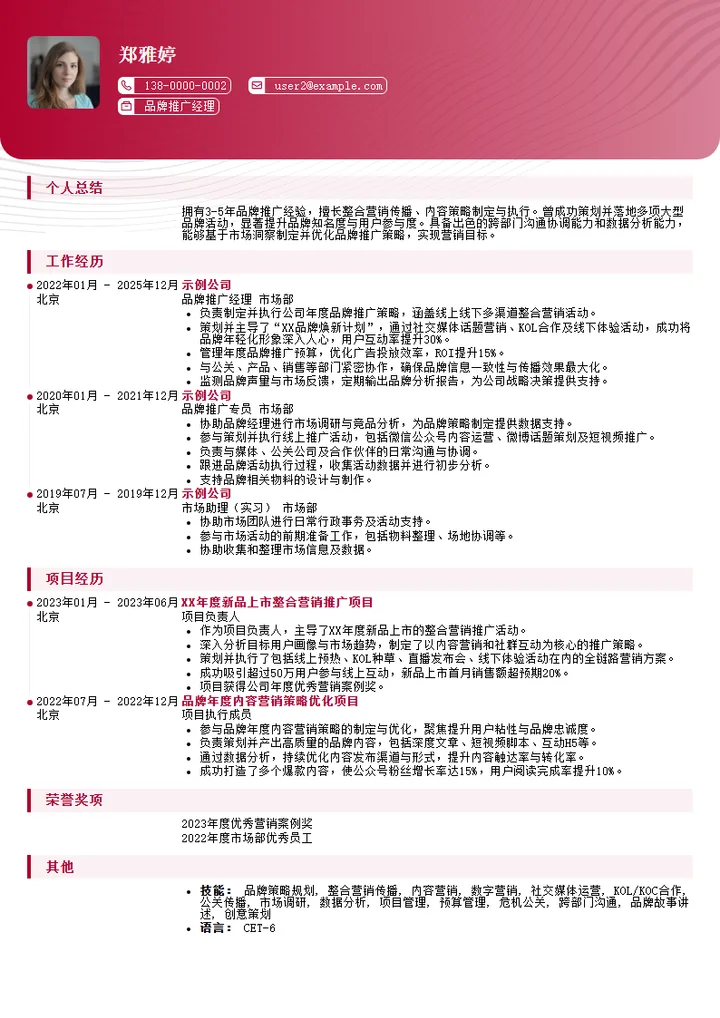 郑雅婷
138-0000-0002
user2@example.com
品牌推广经理
个人总结
拥有3-5年品牌推广经验，擅长整合营销传播、内容策略制定与执行。曾成功策划并落地多项大型
品牌活动，显著提升品牌知名度与用户参与度。具备出色的跨部门沟通协调能力和数据分析能力，
能够基于市场洞察制定并优化品牌推广策略，实现营销目标。
工作经历
2022年01月 - 2025年12月 示例公司
北京 品牌推广经理 市场部
• 负责制定并执行公司年度品牌推广策略，涵盖线上线下多渠道整合营销活动。
• 策划并主导了“XX品牌焕新计划”，通过社交媒体话题营销、KOL合作及线下体验活动，成功将
品牌年轻化形象深入人心，用户互动率提升30%。
• 管理年度品牌推广预算，优化广告投放效率，ROI提升15%。
• 与公关、产品、销售等部门紧密协作，确保品牌信息一致性与传播效果最大化。
• 监测品牌声量与市场反馈，定期输出品牌分析报告，为公司战略决策提供支持。
2020年01月 - 2021年12月 示例公司
北京 品牌推广专员 市场部
• 协助品牌经理进行市场调研与竞品分析，为品牌策略制定提供数据支持。
• 参与策划并执行线上推广活动，包括微信公众号内容运营、微博话题策划及短视频推广。
• 负责与媒体、公关公司及合作伙伴的日常沟通与协调。
• 跟进品牌活动执行过程，收集活动数据并进行初步分析。
• 支持品牌相关物料的设计与制作。
2019年07月 - 2019年12月 示例公司
北京 市场助理（实习） 市场部
• 协助市场团队进行日常行政事务及活动支持。
• 参与市场活动的前期准备工作，包括物料整理、场地协调等。
• 协助收集和整理市场信息及数据。
项目经历
2023年01月 - 2023年06月 XX年度新品上市整合营销推广项目
北京 项目负责人
• 作为项目负责人，主导了XX年度新品上市的整合营销推广活动。
• 深入分析目标用户画像与市场趋势，制定了以内容营销和社群互动为核心的推广策略。
• 策划并执行了包括线上预热、KOL种草、直播发布会、线下体验活动在内的全链路营销方案。
• 成功吸引超过50万用户参与线上互动，新品上市首月销售额超预期20%。
• 项目获得公司年度优秀营销案例奖。
2022年07月 - 2022年12月 品牌年度内容营销策略优化项目
北京 项目执行成员
• 参与品牌年度内容营销策略的制定与优化，聚焦提升用户粘性与品牌忠诚度。
• 负责策划并产出高质量的品牌内容，包括深度文章、短视频脚本、互动H5等。
• 通过数据分析，持续优化内容发布渠道与形式，提升内容触达率与转化率。
• 成功打造了多个爆款内容，使公众号粉丝增长率达15%，用户阅读完成率提升10%。
荣誉奖项
2023年度优秀营销案例奖
2022年度市场部优秀员工
其他
• 技能： 品牌策略规划, 整合营销传播, 内容营销, 数字营销, 社交媒体运营, KOL/KOC合作,
公关传播, 市场调研, 数据分析, 项目管理, 预算管理, 危机公关, 跨部门沟通, 品牌故事讲
述, 创意策划
• 语言： CET-6